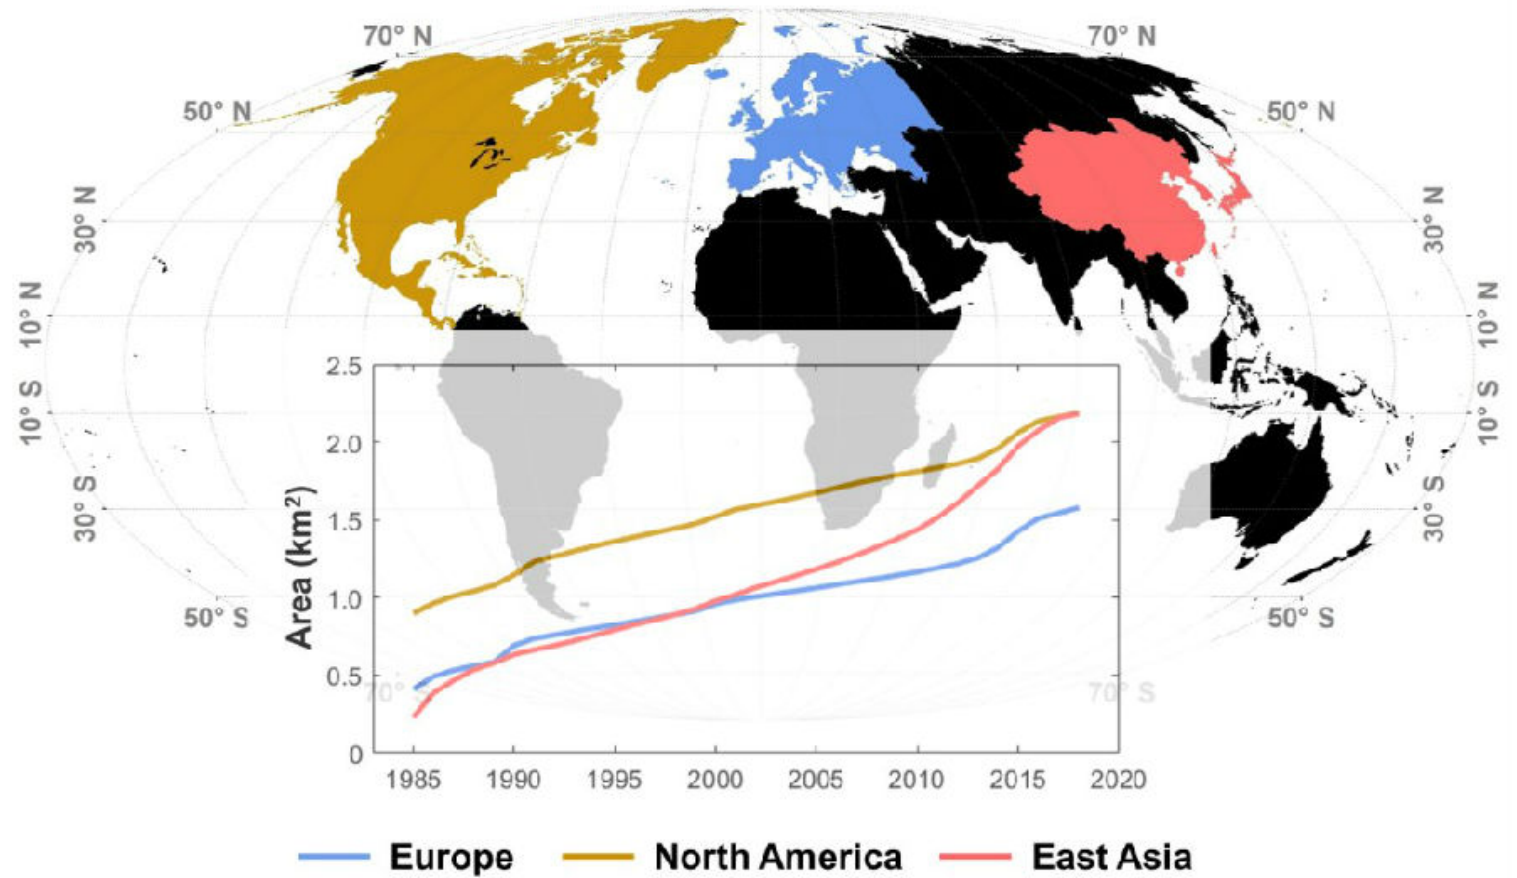 70° N 70° N
50° N 50° N
30° N 30° N
10° N 10° N
10° S 10° S
30° S 30° S
50° S 50° S
70° S 70° S
Area (km²)
2.5
2.0
1.5
1.0
0.5
0
1985 1990 1995 2000 2005 2010 2015 2020
Europe North America East Asia